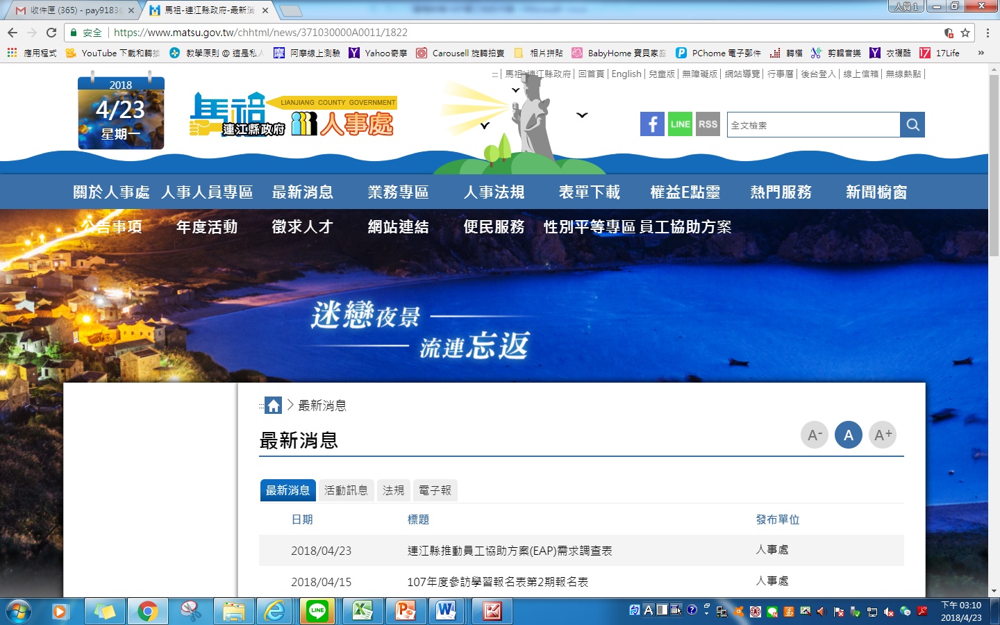 收件匣 (365) - pay9183
馬祖-連江縣政府-最新消
人員 1
安全 https://www.matsu.gov.tw/chhtml/news/371030000A0011/1822
應用程式 YouTube 下載和轉 教學原則 @ 這是私人 阿摩線上測驗 Yahoo奇摩 Carousell 旋轉拍賣 相片拼貼 BabyHome 寶貝家庭 PChome 電子郵件 轉檔 剪輯音樂 衣襪酷 17Life »
::: | 馬祖-連江縣政府 | 回首頁 | English | 兒童版 | 無障礙版 | 網站導覽 | 行事曆 | 後台登入 | 線上信箱 | 無線熱點 |
2018
4/23
星期一
馬祖 LIANJIANG COUNTY GOVERNMENT
連江縣政府 人事處
LINE RSS 全文檢索
關於人事處 人事人員專區 最新消息 業務專區 人事法規 表單下載 權益E點靈 熱門服務 新聞櫥窗
公告事項 年度活動 徵求人才 網站連結 便民服務 性別平等專區 員工協助方案
迷戀夜景
流連忘返
::: > 最新消息
最新消息
A- A A+
最新消息 活動訊息 法規 電子報
日期 標題 發布單位
2018/04/23 連江縣推動員工協助方案(EAP)需求調查表 人事處
2018/04/15 107年度參訪學習報名表第2期報名表 人事處
下午 03:10
2018/4/23